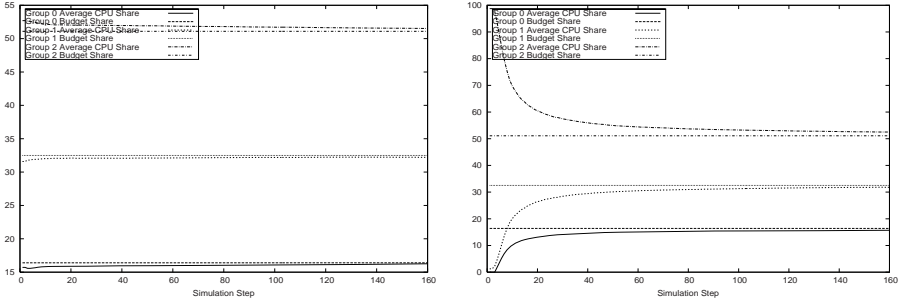 55
50
45
40
35
30
25
20
15
Group 0 Average CPU Share
Group 0 Budget Share
Group 1 Average CPU Share
Group 1 Budget Share
Group 2 Average CPU Share
Group 2 Budget Share
0 20 40 60 80 100 120 140 160
Simulation Step
100
90
80
70
60
50
40
30
20
10
0
Group 0 Average CPU Share
Group 0 Budget Share
Group 1 Average CPU Share
Group 1 Budget Share
Group 2 Average CPU Share
Group 2 Budget Share
0 20 40 60 80 100 120 140 160
Simulation Step